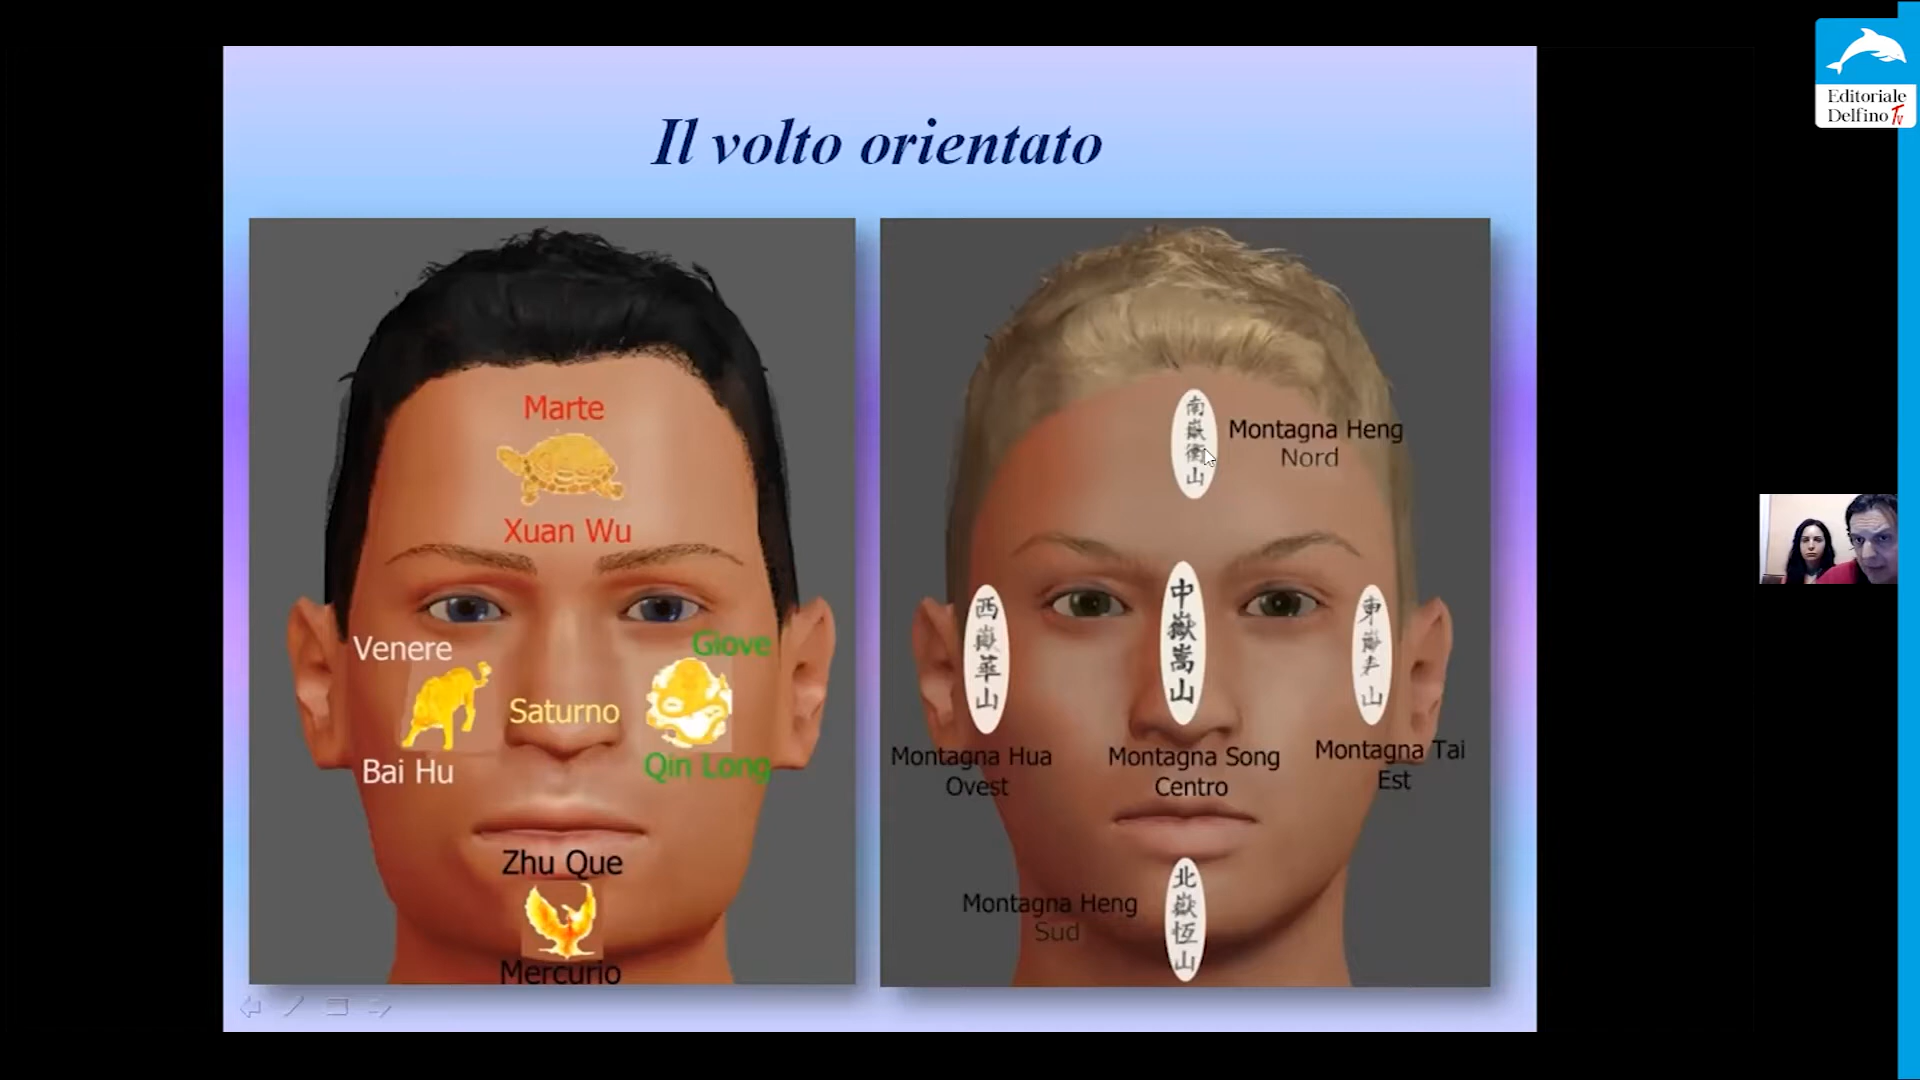 Il volto orientato
Marte
Xuan Wu
Venere
Giove
Saturno
Bai Hu
Qin Long
Zhu Que
Mercurio
南嶽衡山
Montagna Heng
Nord
西嶽華山
中嶽嵩山
山
Montagna Hua
Ovest
Montagna Song
Centro
Montagna Tai
Est
Montagna Heng
Sud
北嶽恆山
Editoriale
Delfino Tv